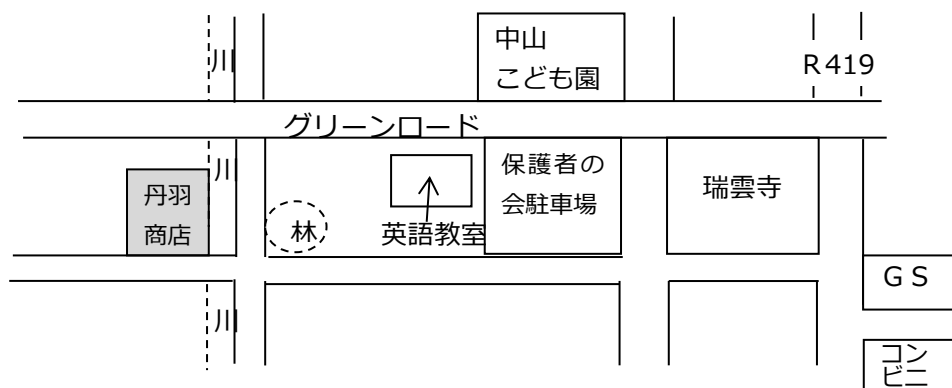 中山
こども園
川
R419
グリーンロード
川
丹羽
商店
林
英語教室
保護者の
会駐車場
瑞雲寺
GS
川
コン
ビニ